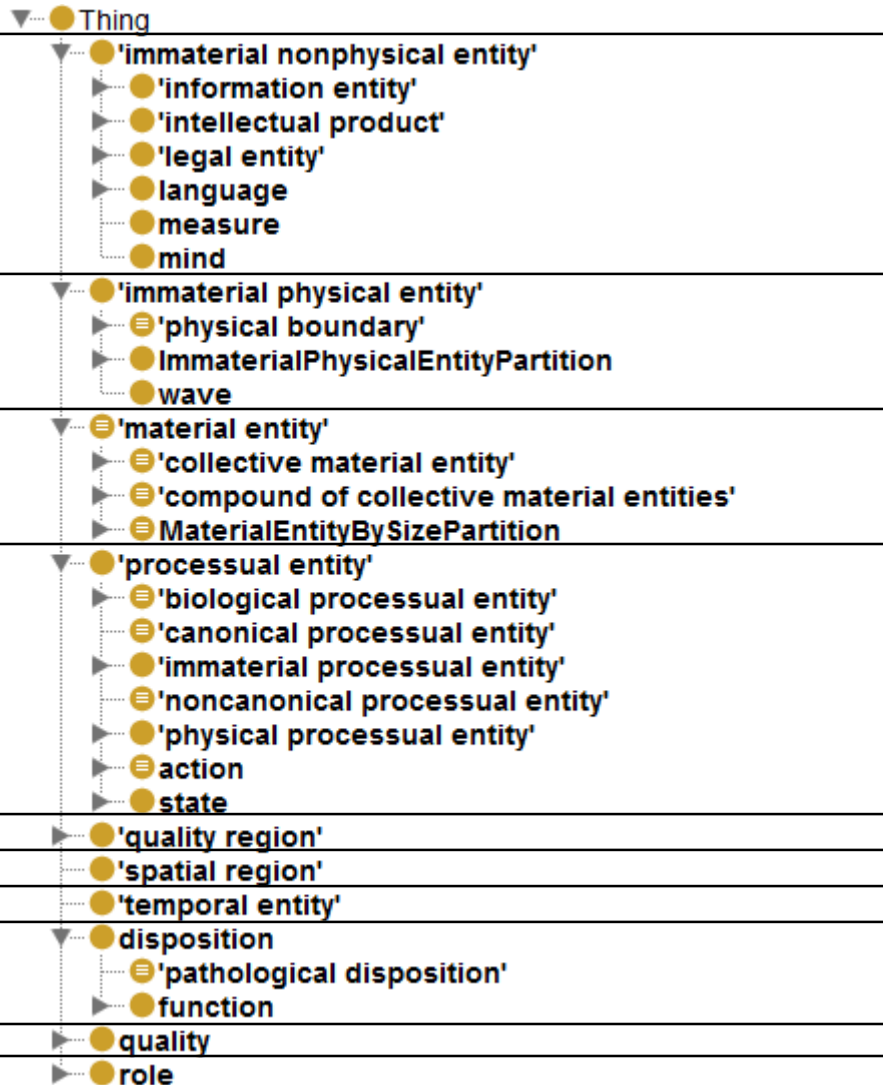 Thing
'immaterial nonphysical entity'
'information entity'
'intellectual product'
'legal entity'
language
measure
mind
'immaterial physical entity'
'physical boundary'
ImmaterialPhysicalEntityPartition
wave
'material entity'
'collective material entity'
'compound of collective material entities'
MaterialEntityBySizePartition
'processual entity'
'biological processual entity'
'canonical processual entity'
'immaterial processual entity'
'noncanonical processual entity'
'physical processual entity'
action
state
'quality region'
'spatial region'
'temporal entity'
disposition
'pathological disposition'
function
quality
role